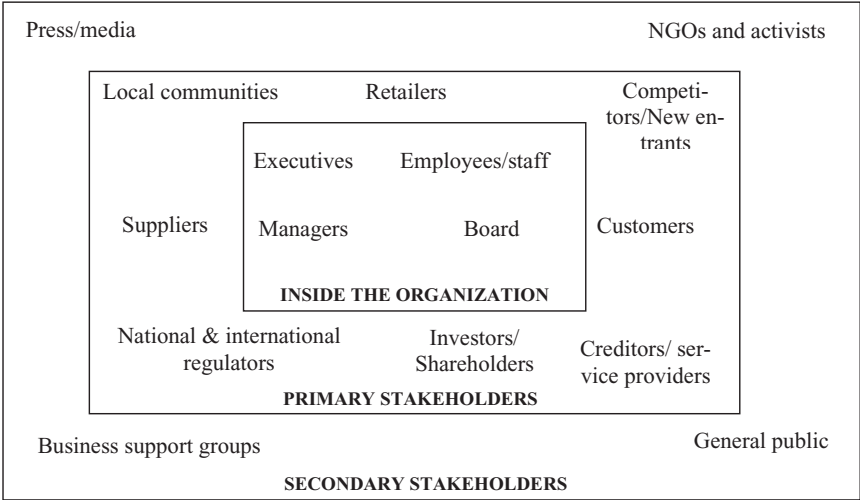 Press/media
NGOs and activists
Local communities
Retailers
Competi-
tors/New en-
trants
Executives
Employees/staff
Suppliers
Managers
Board
Customers
INSIDE THE ORGANIZATION
National & international
regulators
Investors/
Shareholders
Creditors/ ser-
vice providers
PRIMARY STAKEHOLDERS
Business support groups
General public
SECONDARY STAKEHOLDERS